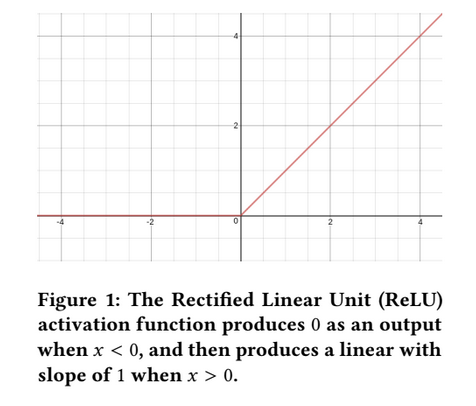 4
2
-4 -2 0 2 4
Figure 1: The Rectified Linear Unit (ReLU)
activation function produces 0 as an output
when x < 0, and then produces a linear with
slope of 1 when x > 0.